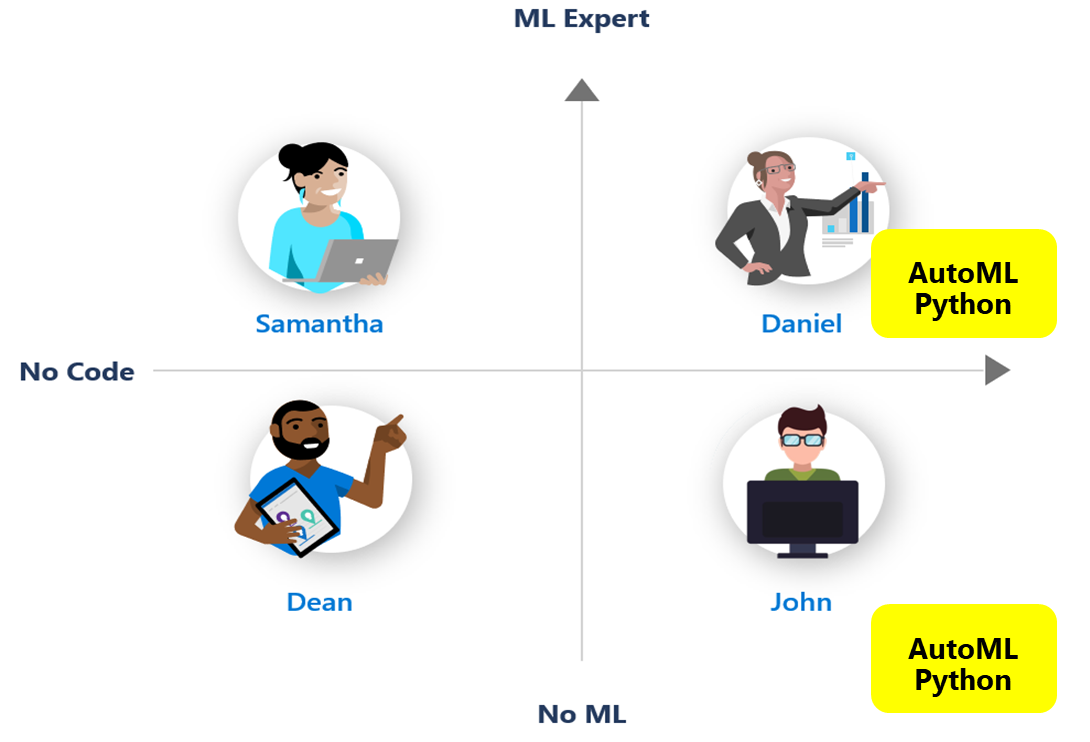 ML Expert
Samantha
Daniel
AutoML
Python
No Code
Dean
John
AutoML
Python
No ML